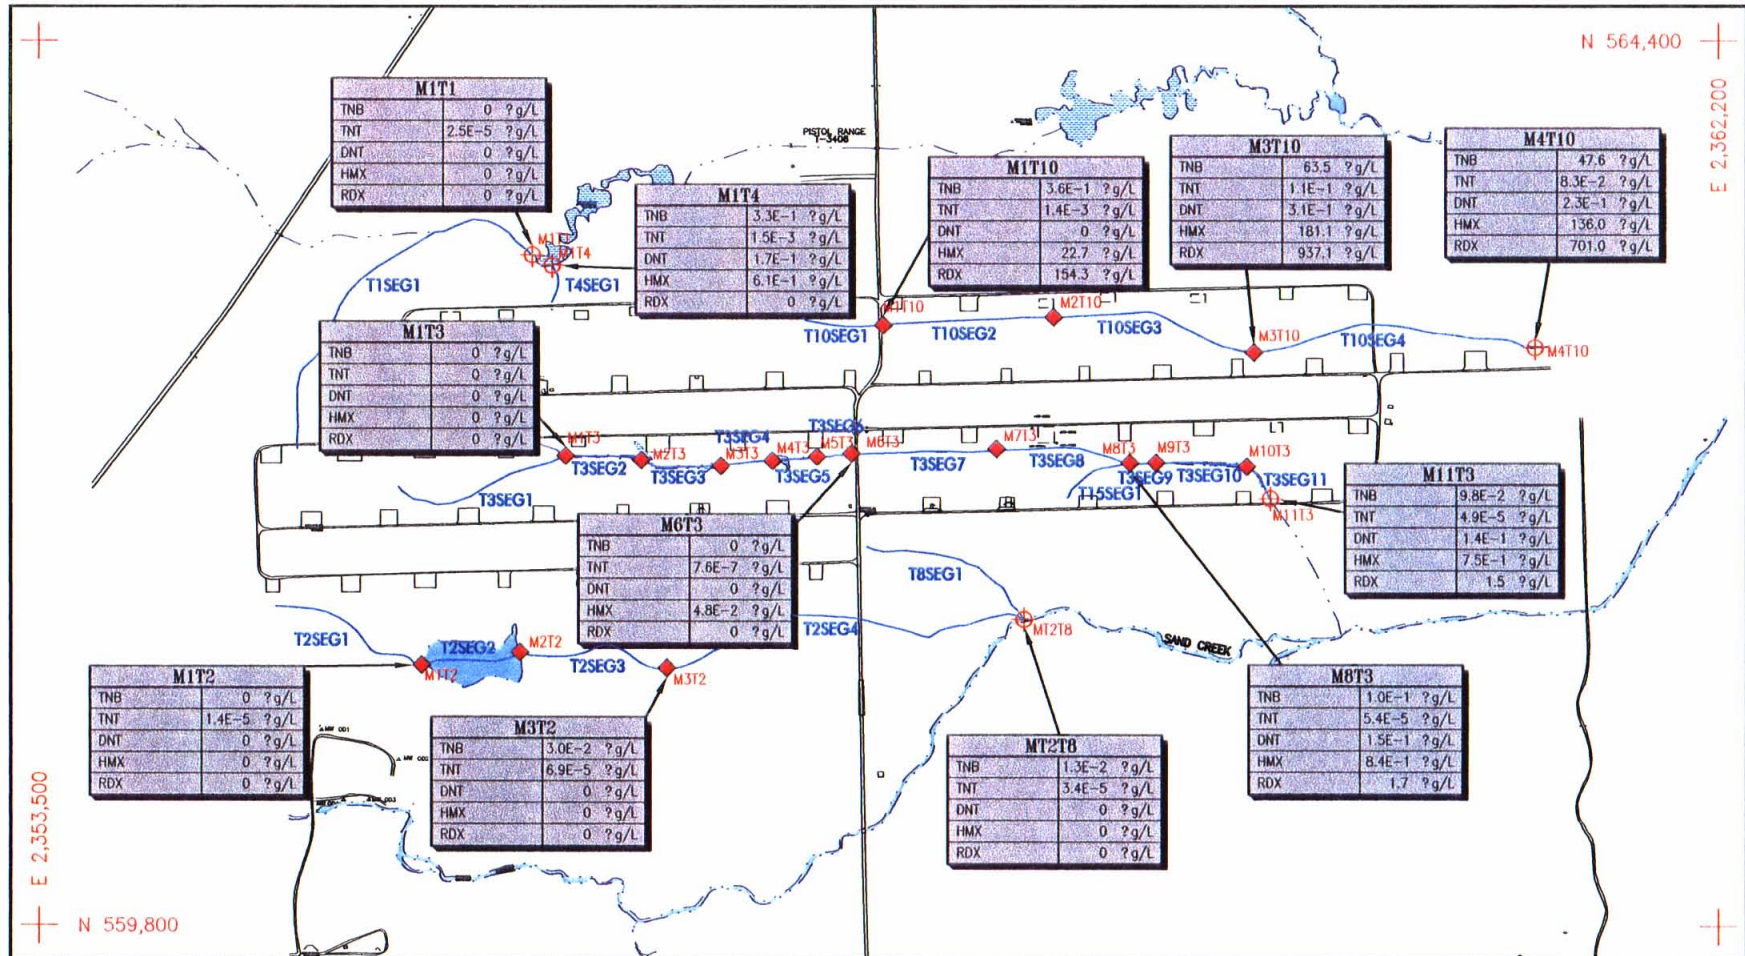 N 564,400
E 2,362,200
M1T1
TNB 0 ?g/L
TNT 2.5E-5 ?g/L
DNT 0 ?g/L
HMX 0 ?g/L
RDX 0 ?g/L
PISTOL RANGE
T-3406
M1T4
TNB 3.3E-1 ?g/L
TNT 1.5E-3 ?g/L
DNT 1.7E-1 ?g/L
HMX 6.1E-1 ?g/L
RDX 0 ?g/L
M1T10
TNB 3.6E-1 ?g/L
TNT 1.4E-3 ?g/L
DNT 0 ?g/L
HMX 22.7 ?g/L
RDX 154.3 ?g/L
M3T10
TNB 63.5 ?g/L
TNT 1.1E-1 ?g/L
DNT 3.1E-1 ?g/L
HMX 181.1 ?g/L
RDX 937.1 ?g/L
M4T10
TNB 47.6 ?g/L
TNT 8.3E-2 ?g/L
DNT 2.3E-1 ?g/L
HMX 136.0 ?g/L
RDX 701.0 ?g/L
M1T1
M1T4
T1SEG1
T4SEG1
M1T10
M2T10
T10SEG1
T10SEG2
T10SEG3
M3T10
T10SEG4
M4T10
M1T3
TNB 0 ?g/L
TNT 0 ?g/L
DNT 0 ?g/L
HMX 0 ?g/L
RDX 0 ?g/L
M1T3
T3SEG2
M2T3
T3SEG3
T3SEG4
M3T3
M4T3
T3SEG5
T3SEG6
M5T3
M6T3
T3SEG7
M7T3
T3SEG8
M8T3
M9T3
T3SEG9
T3SEG10
M10T3
T3SEG11
M11T3
T3SEG1
T15SEG1
M11T3
TNB 9.8E-2 ?g/L
TNT 4.9E-5 ?g/L
DNT 1.4E-1 ?g/L
HMX 7.5E-1 ?g/L
RDX 1.5 ?g/L
M6T3
TNB 0 ?g/L
TNT 7.6E-7 ?g/L
DNT 0 ?g/L
HMX 4.8E-2 ?g/L
RDX 0 ?g/L
T8SEG1
T2SEG4
MT2T8
SAND CREEK
T2SEG1
T2SEG2
M2T2
T2SEG3
M1T2
M3T2
M1T2
TNB 0 ?g/L
TNT 1.4E-5 ?g/L
DNT 0 ?g/L
HMX 0 ?g/L
RDX 0 ?g/L
M3T2
TNB 3.0E-2 ?g/L
TNT 6.9E-5 ?g/L
DNT 0 ?g/L
HMX 0 ?g/L
RDX 0 ?g/L
MT2T8
TNB 1.3E-2 ?g/L
TNT 3.4E-5 ?g/L
DNT 0 ?g/L
HMX 0 ?g/L
RDX 0 ?g/L
M8T3
TNB 1.0E-1 ?g/L
TNT 5.4E-5 ?g/L
DNT 1.5E-1 ?g/L
HMX 8.4E-1 ?g/L
RDX 1.7 ?g/L
E 2,353,500
N 559,800